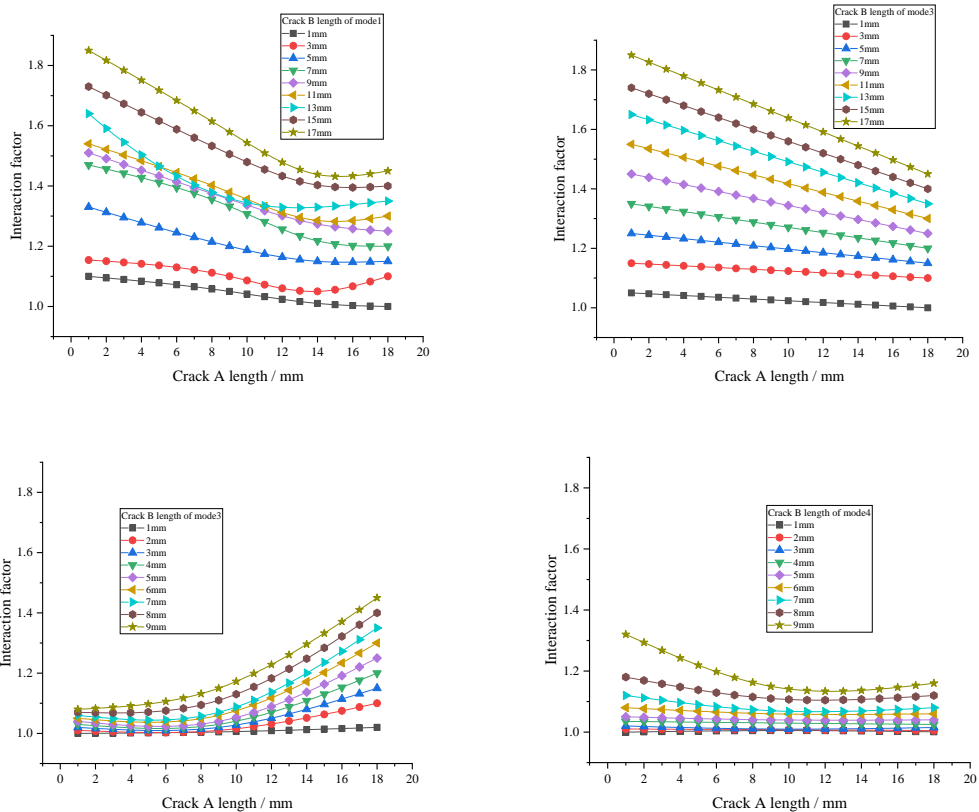 Crack B length of mode1
1mm
3mm
5mm
7mm
9mm
11mm
13mm
15mm
17mm
1.8
1.6
1.4
1.2
1.0
Interaction factor
0 2 4 6 8 10 12 14 16 18 20
Crack A length / mm
Crack B length of mode3
1mm
3mm
5mm
7mm
9mm
11mm
13mm
15mm
17mm
1.8
1.6
1.4
1.2
1.0
Interaction factor
0 2 4 6 8 10 12 14 16 18 20
Crack A length / mm
Crack B length of mode3
1mm
2mm
3mm
4mm
5mm
6mm
7mm
8mm
9mm
1.8
1.6
1.4
1.2
1.0
Interaction factor
0 2 4 6 8 10 12 14 16 18 20
Crack A length / mm
Crack B length of mode4
1mm
2mm
3mm
4mm
5mm
6mm
7mm
8mm
9mm
1.8
1.6
1.4
1.2
1.0
Interaction factor
0 2 4 6 8 10 12 14 16 18 20
Crack A length / mm